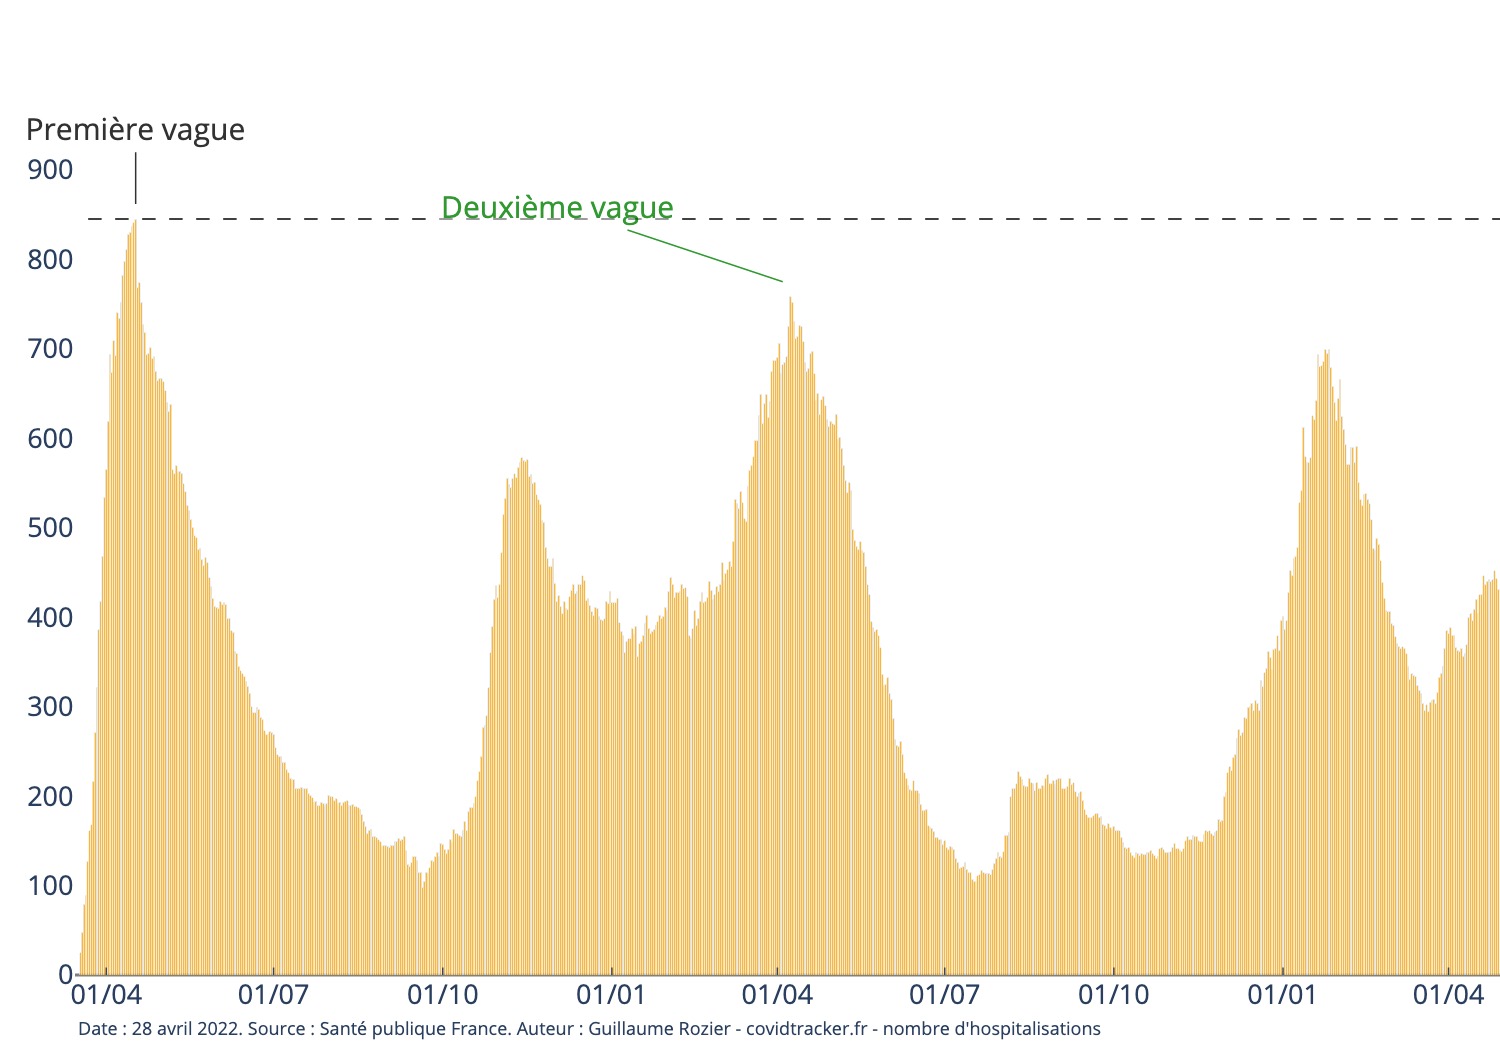 Première vague
900
Deuxième vague
800
700
600
500
400
300
200
100
0
01/04 01/07 01/10 01/01 01/04 01/07 01/10 01/01 01/04
Date : 28 avril 2022. Source : Santé publique France. Auteur : Guillaume Rozier - covidtracker.fr - nombre d'hospitalisations